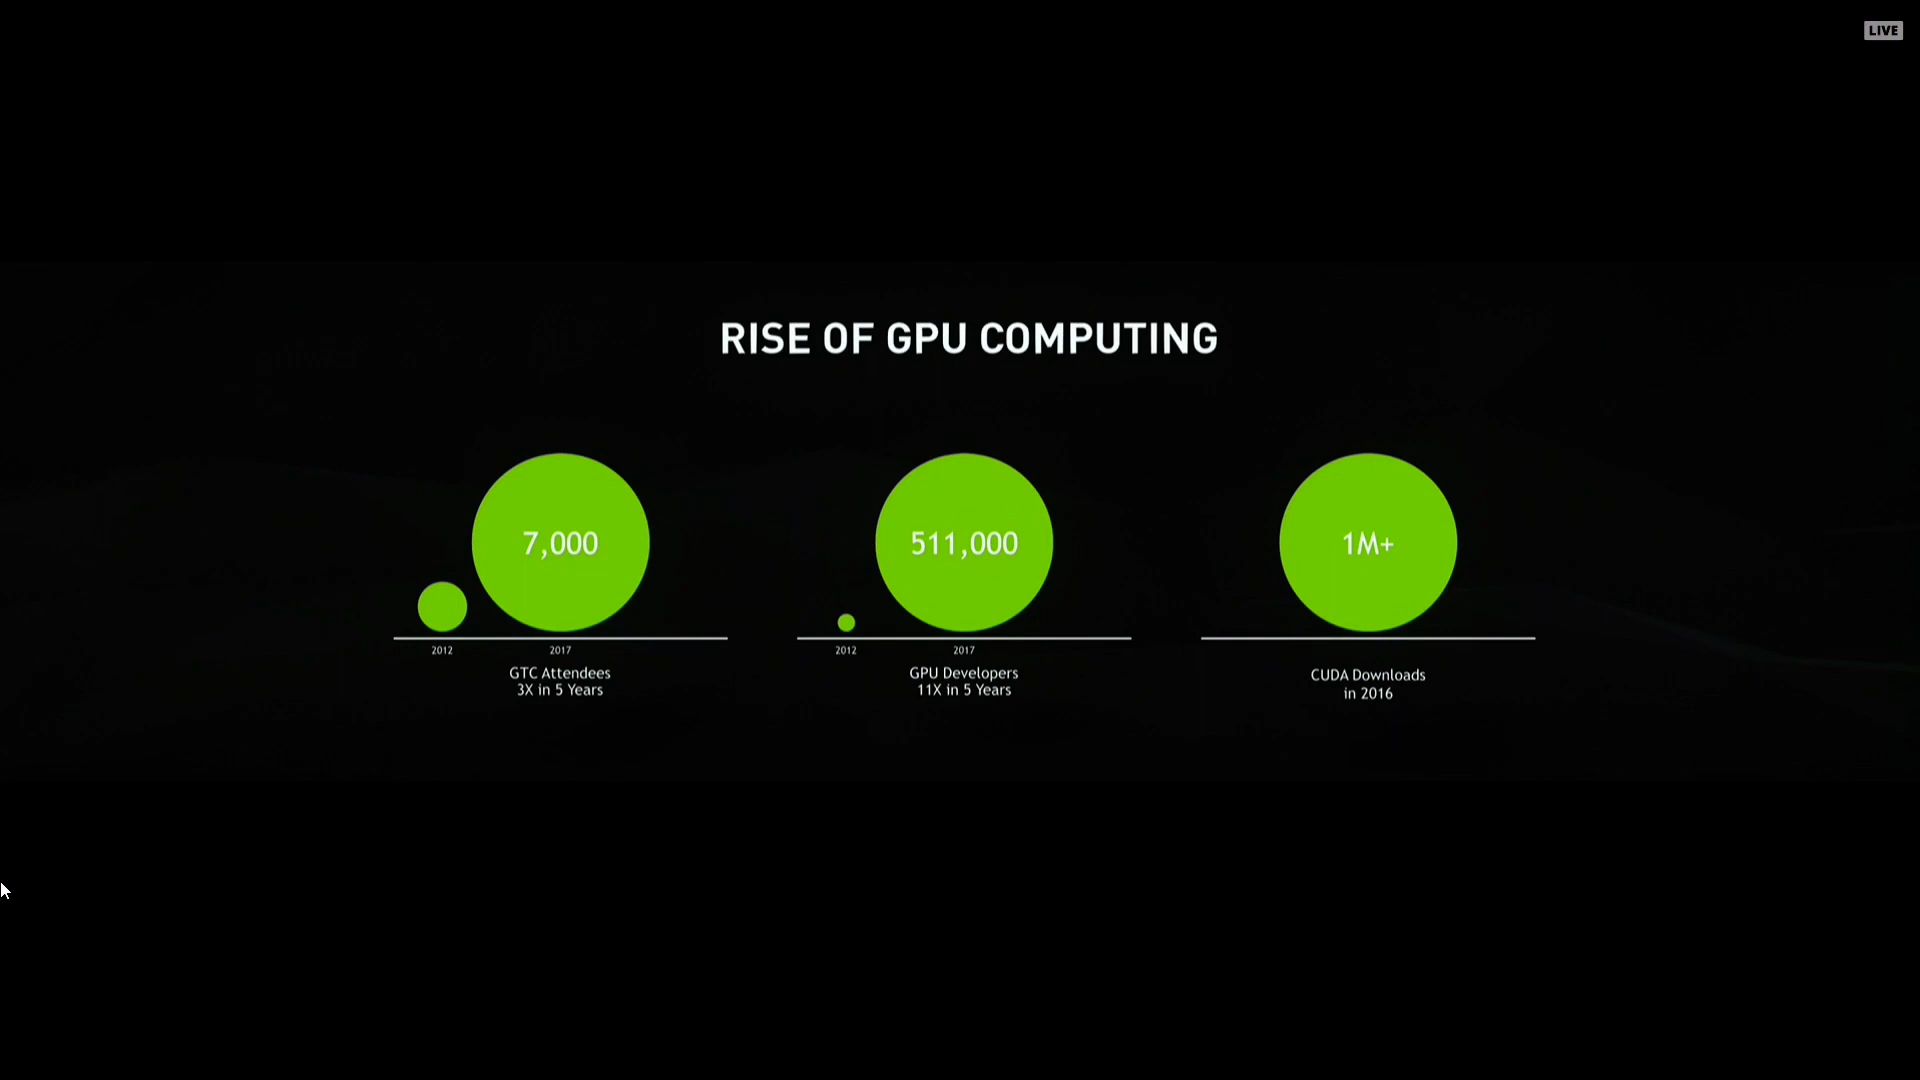 LIVE
RISE OF GPU COMPUTING
7,000
511,000
1M+
2012 2017
GTC Attendees
3X in 5 Years
2012 2017
GPU Developers
11X in 5 Years
CUDA Downloads
in 2016